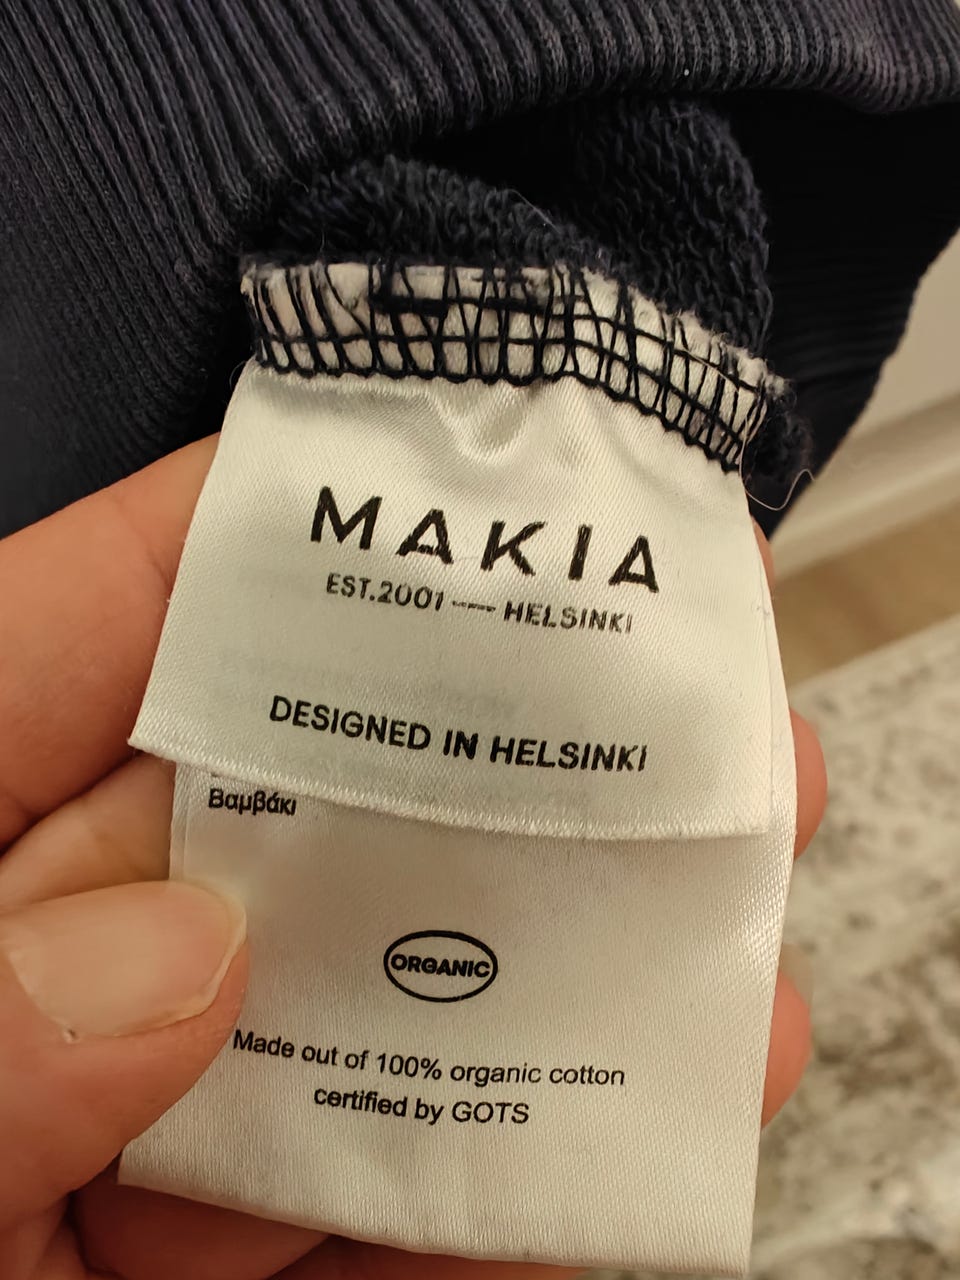 MAKIA
EST.2001 — HELSINKI
DESIGNED IN HELSINKI
Βαμβάκι
ORGANIC
Made out of 100% organic cotton
certified by GOTS